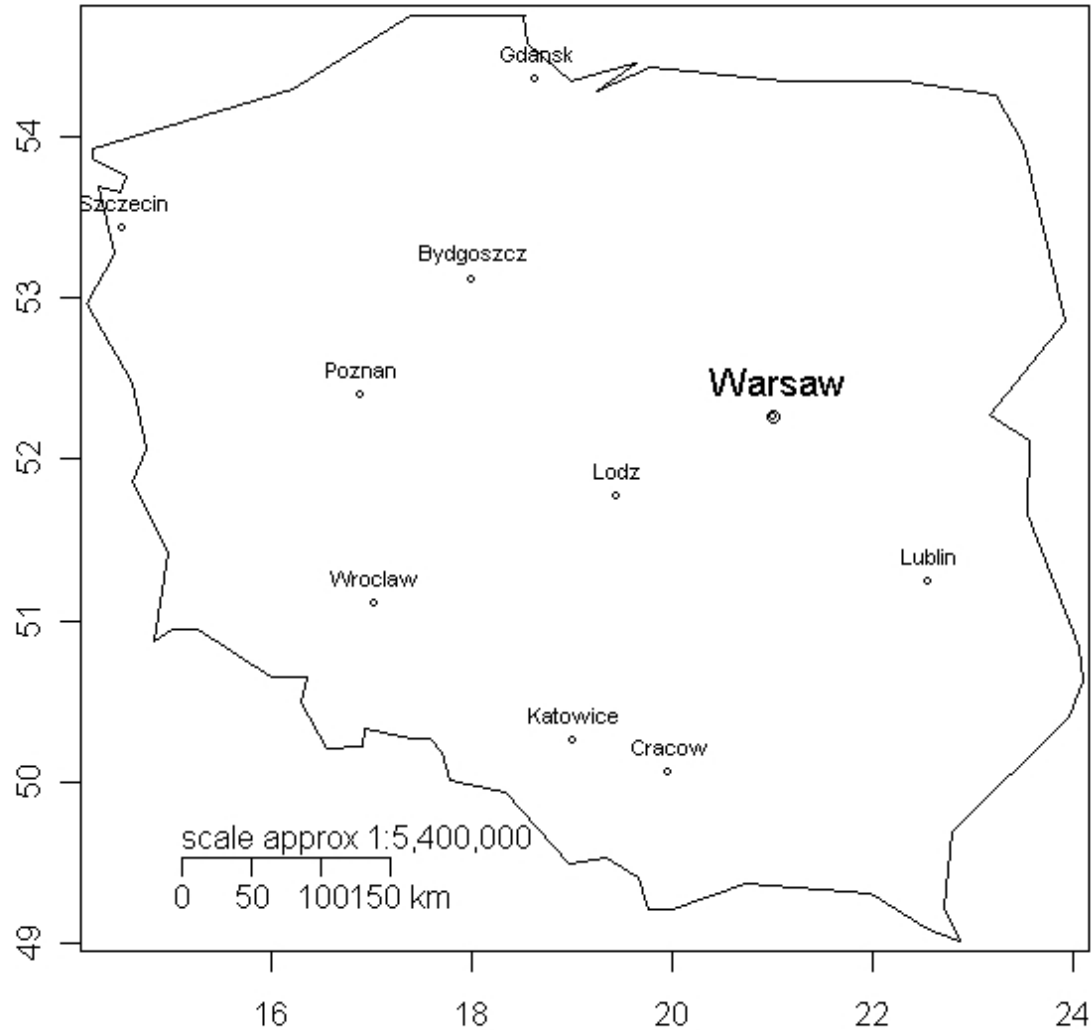 Gdansk
54
Szczecin
Bydgoszcz
53
Poznan
Warsaw
52
Lodz
Lublin
Wroclaw
51
Katowice
Cracow
50
scale approx 1:5,400,000
0 50 100150 km
49
16 18 20 22 24